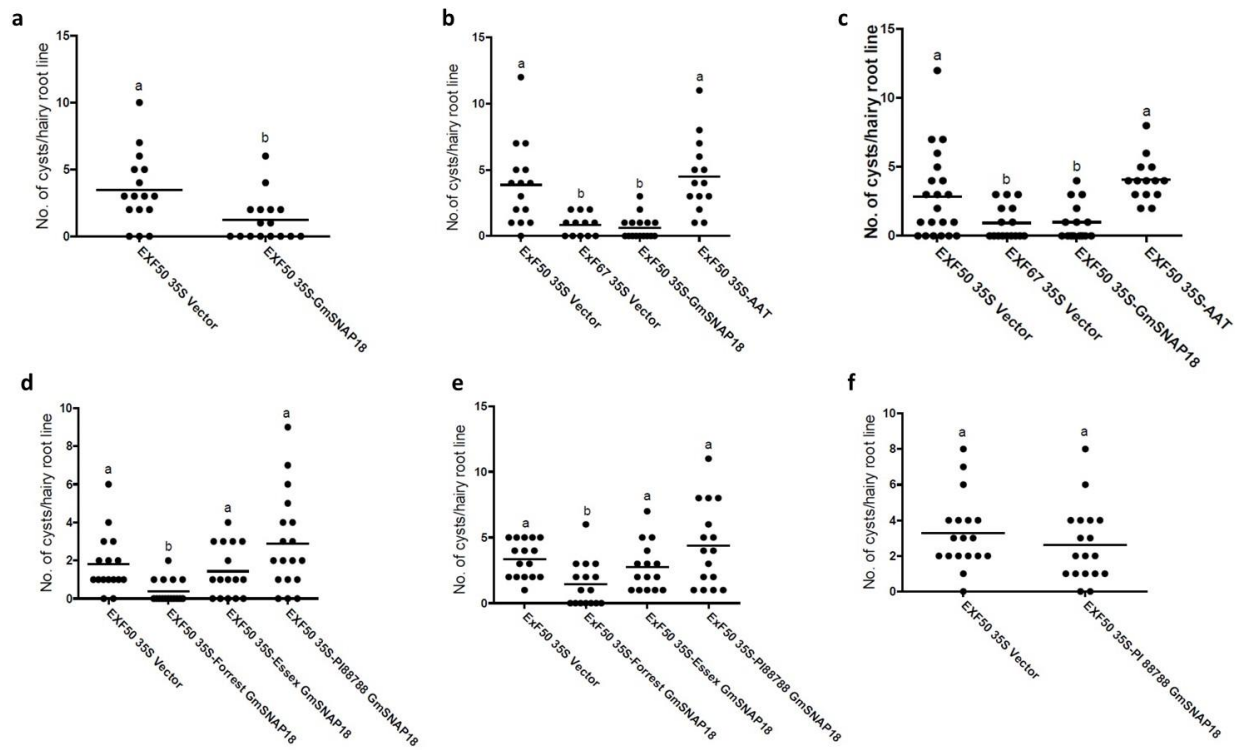 a
No. of cysts/hairy root line
15
10
5
0
a
b
EXF50 35S Vector
EXF50 35S-GmSNAP18
b
No.of cysts/hairy root line
15
10
5
0
a
b
b
a
ExF50 35S Vector
ExF67 35S Vector
ExF50 35S-GmSNAP18
ExF50 35S-AAT
c
No. of cysts/hairy root line
15
10
5
0
a
b
b
a
EXF50 35S Vector
EXF67 35S Vector
EXF50 35S-GmSNAP18
EXF50 35S-AAT
d
No. of cysts/hairy root line
10
8
6
4
2
0
a
b
a
a
EXF50 35S Vector
EXF50 35S-Forrest GmSNAP18
EXF50 35S-Essex GmSNAP18
EXF50 35S-PI88788 GmSNAP18
e
No. of cysts/hairy root line
15
10
5
0
a
b
a
a
ExF50 35S Vector
ExF50 35S-Forrest GmSNAP18
ExF50 35S-Essex GmSNAP18
ExF50 35S-PI88788 GmSNAP18
f
No. of cysts/hairy root line
10
8
6
4
2
0
a
a
EXF50 35S Vector
EXF50 35S-PI 88788 GmSNAP18